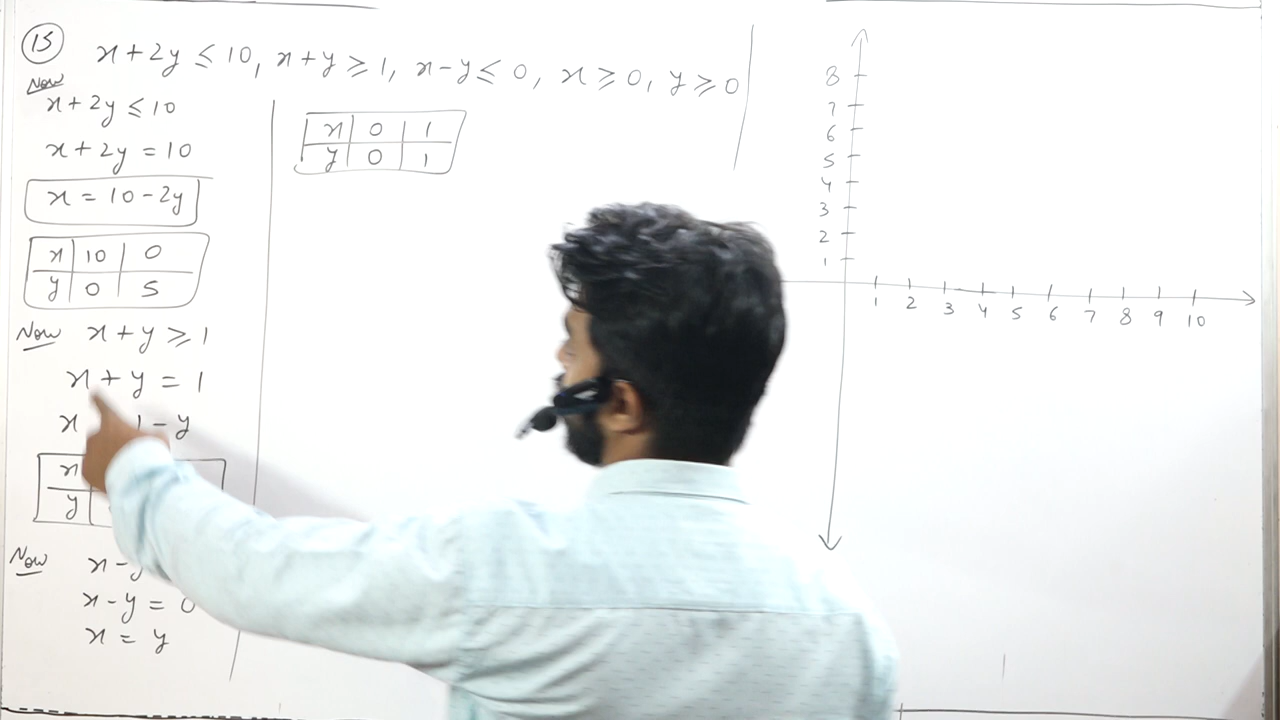 15 x + 2y ≤ 10, x + y ≥ 1, x - y ≤ 0, x ≥ 0, y ≥ 0
Now
x + 2y ≤ 10
x + 2y = 10
x = 10 - 2y
x 10 0
y 0 5
Now x + y ≥ 1
x + y = 1
x 1 - y
x
y
Now x - y
x - y = 0
x = y
x 0 1
y 0 1
8
7
6
5
4
3
2
1
1 2 3 4 5 6 7 8 9 10